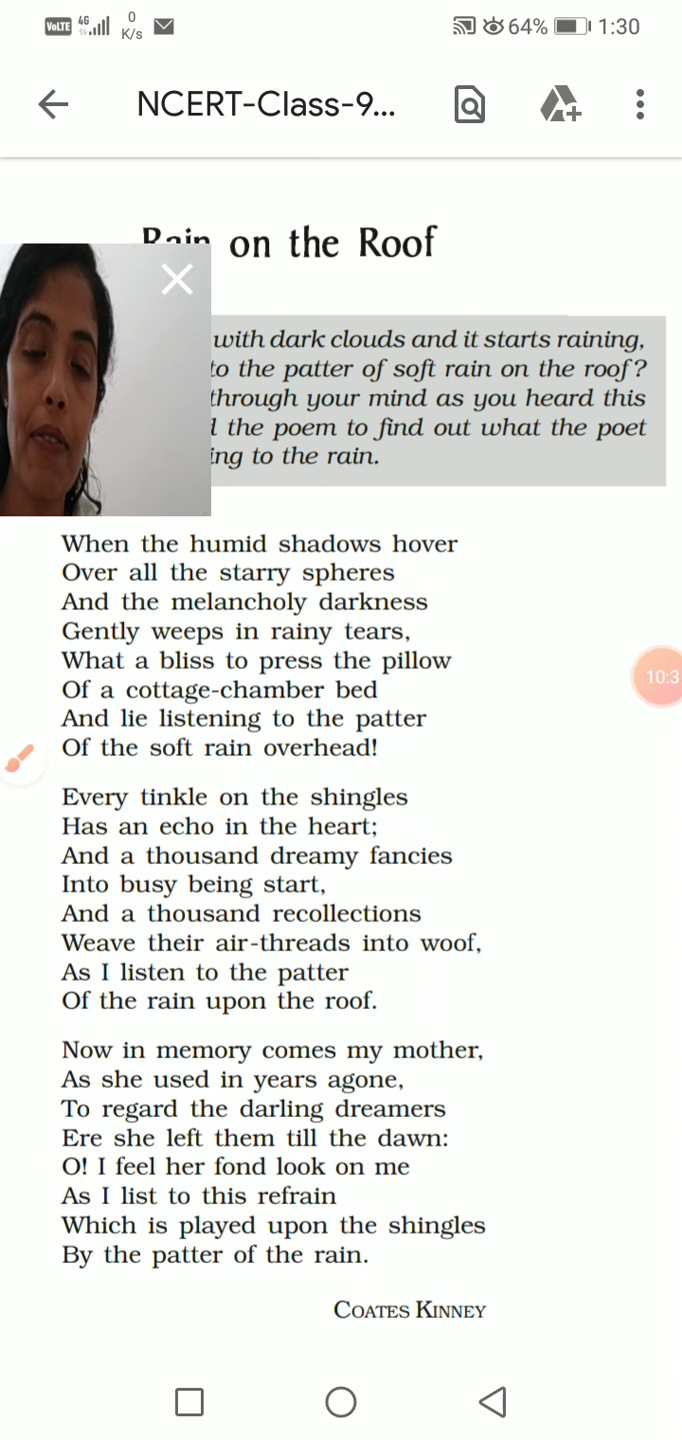 VoLTE 4G 0 K/s 64% 1:30
NCERT-Class-9...
Rain on the Roof
with dark clouds and it starts raining,
to the patter of soft rain on the roof?
through your mind as you heard this
the poem to find out what the poet
to the rain.
When the humid shadows hover
Over all the starry spheres
And the melancholy darkness
Gently weeps in rainy tears,
What a bliss to press the pillow
Of a cottage-chamber bed
And lie listening to the patter
Of the soft rain overhead!
Every tinkle on the shingles
Has an echo in the heart;
And a thousand dreamy fancies
Into busy being start,
And a thousand recollections
Weave their air-threads into woof,
As I listen to the patter
Of the rain upon the roof.
Now in memory comes my mother,
As she used in years agone,
To regard the darling dreamers
Ere she left them till the dawn:
O! I feel her fond look on me
As I list to this refrain
Which is played upon the shingles
By the patter of the rain.
COATES KINNEY
10:3